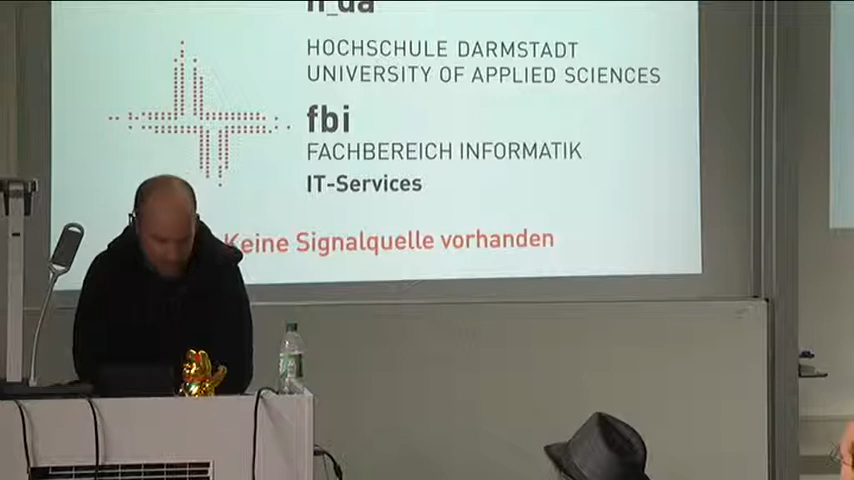 h_da
HOCHSCHULE DARMSTADT
UNIVERSITY OF APPLIED SCIENCES
fbi
FACHBEREICH INFORMATIK
IT-Services
Keine Signalquelle vorhanden